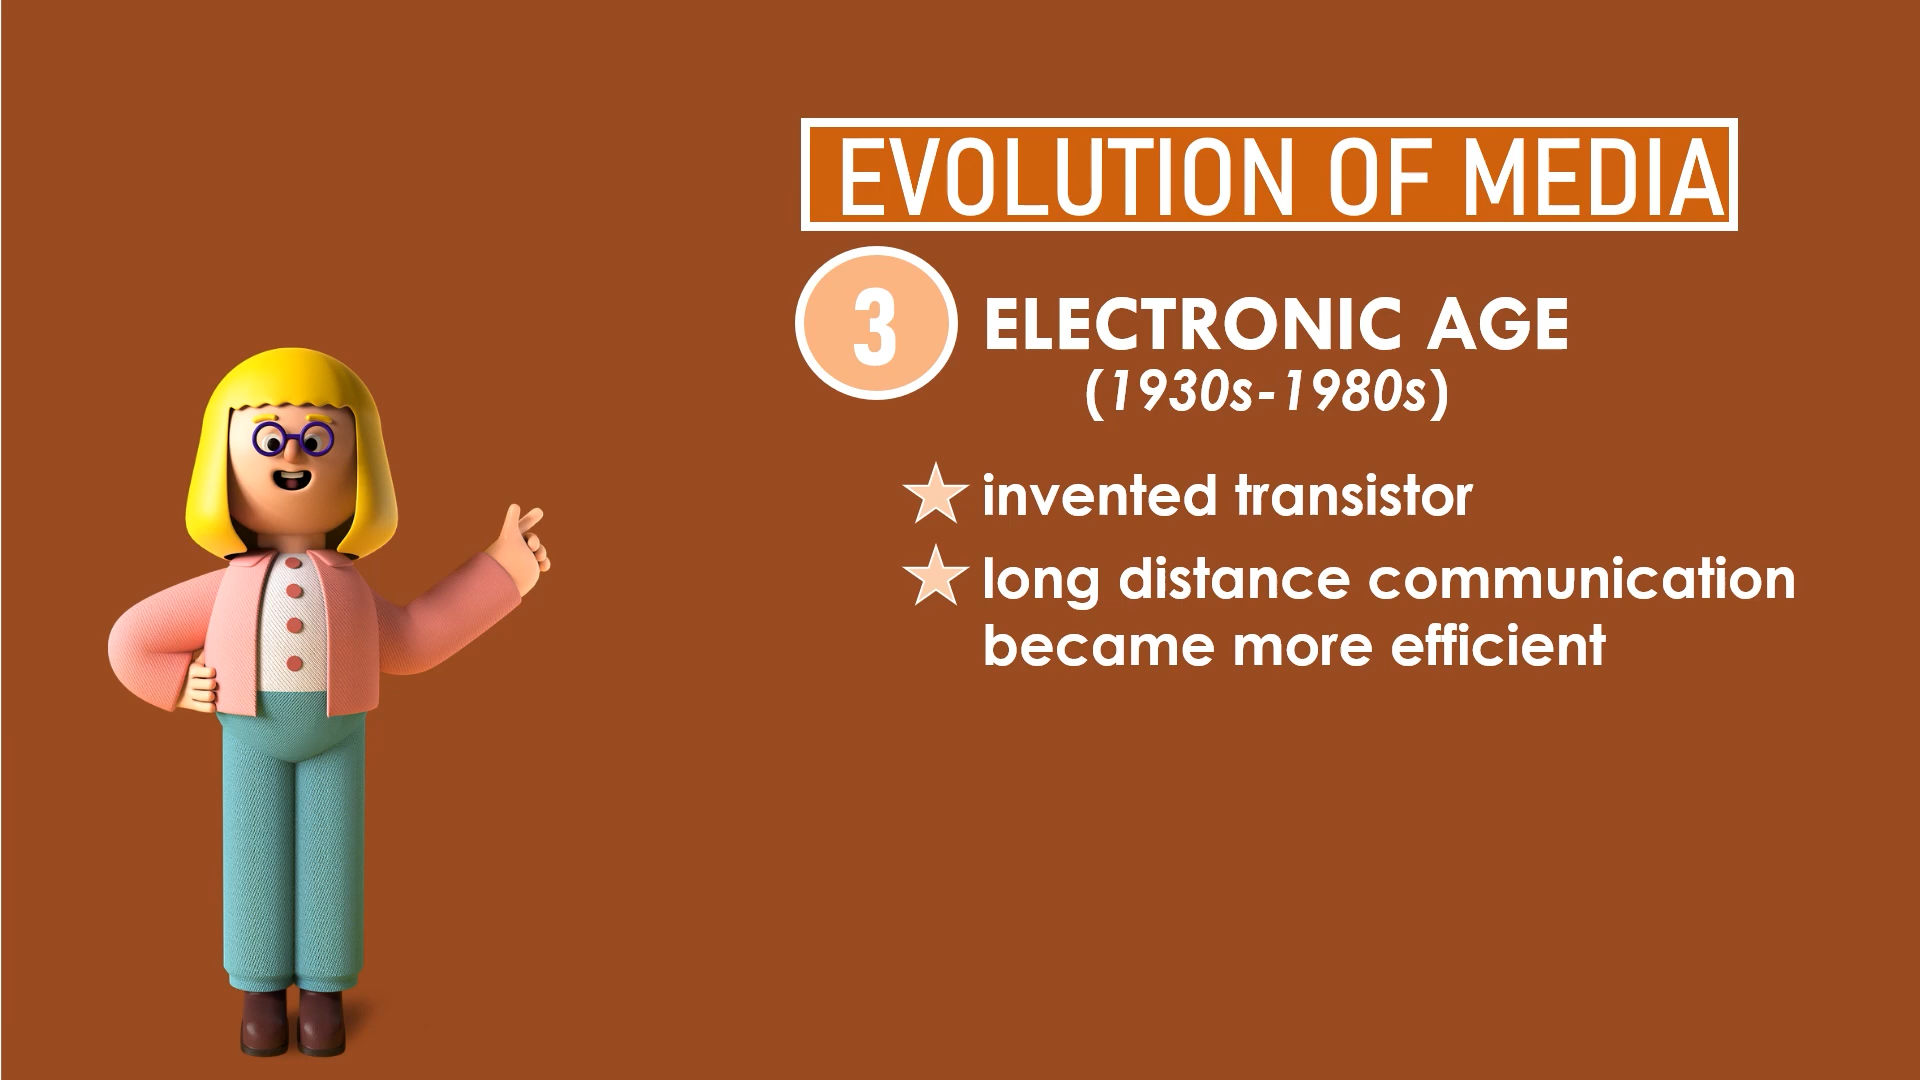 EVOLUTION OF MEDIA
3
ELECTRONIC AGE
(1930s-1980s)
invented transistor
long distance communication
became more efficient